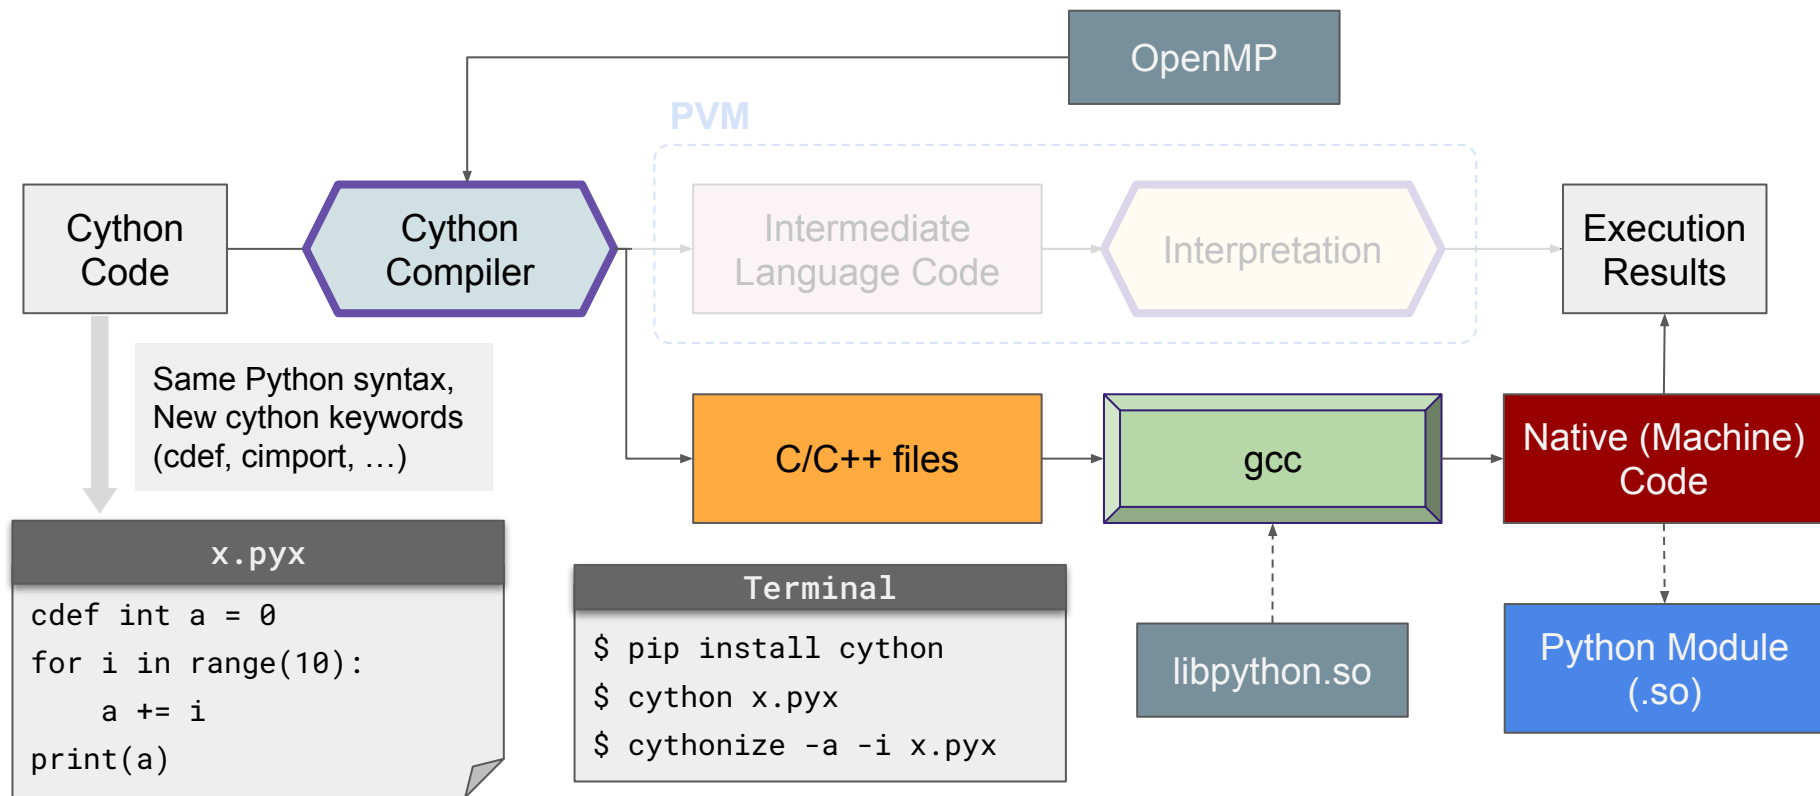 OpenMP
PVM
Cython
Code
Cython
Compiler
Intermediate
Language Code
Interpretation
Execution
Results
Same Python syntax,
New cython keywords
(cdef, cimport, …)
C/C++ files
gcc
Native (Machine)
Code
x.pyx
cdef int a = 0
for i in range(10):
    a += i
print(a)
Terminal
$ pip install cython
$ cython x.pyx
$ cythonize -a -i x.pyx
libpython.so
Python Module
(.so)